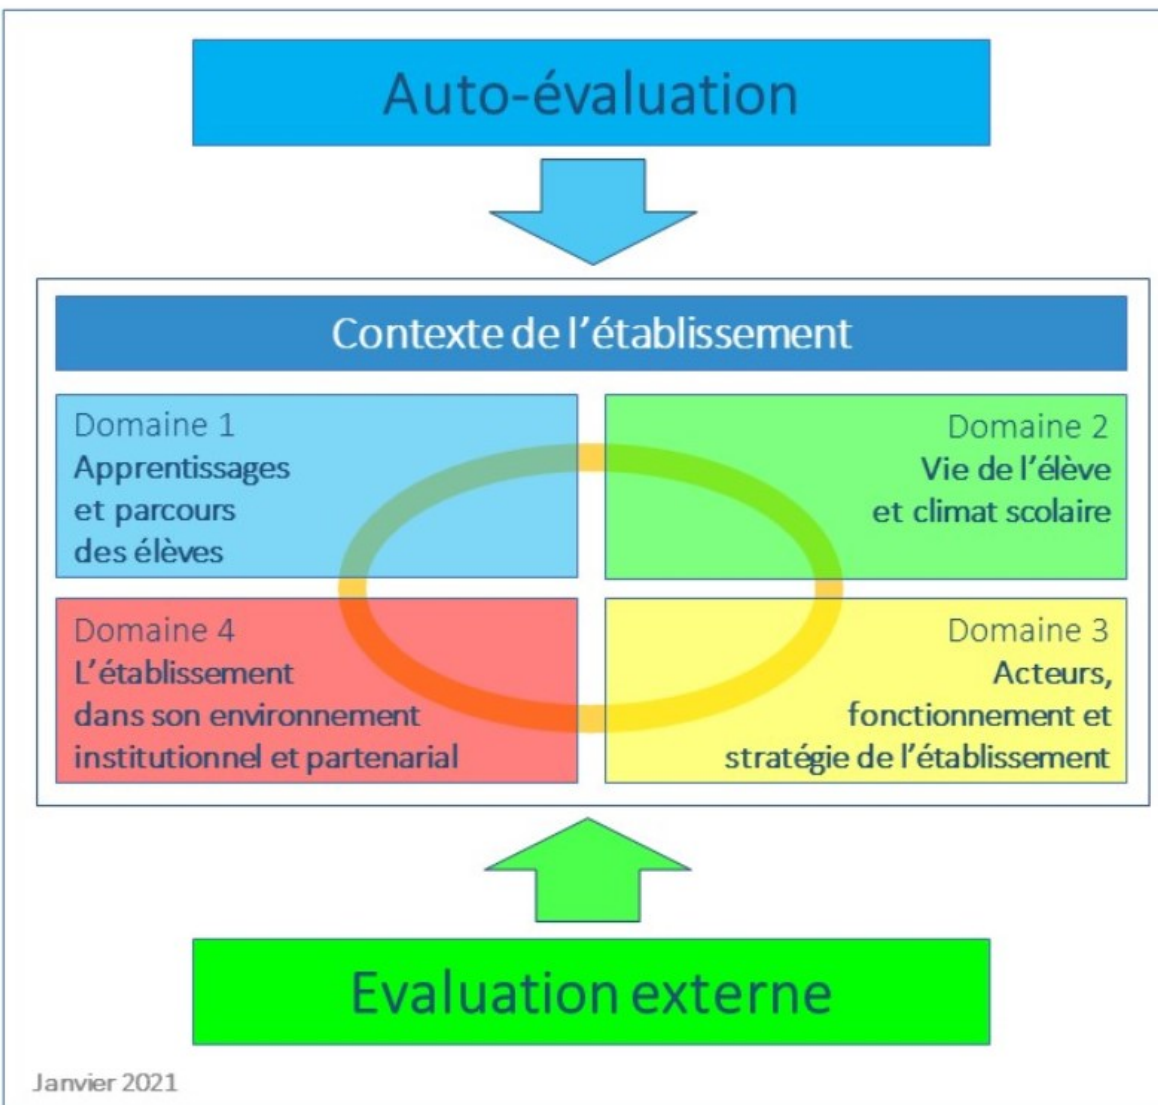 Auto-évaluation
Contexte de l'établissement
Domaine 1
Apprentissages
et parcours
des élèves
Domaine 2
Vie de l'élève
et climat scolaire
Domaine 4
L'établissement
dans son environnement
institutionnel et partenarial
Domaine 3
Acteurs,
fonctionnement et
stratégie de l'établissement
Evaluation externe
Janvier 2021